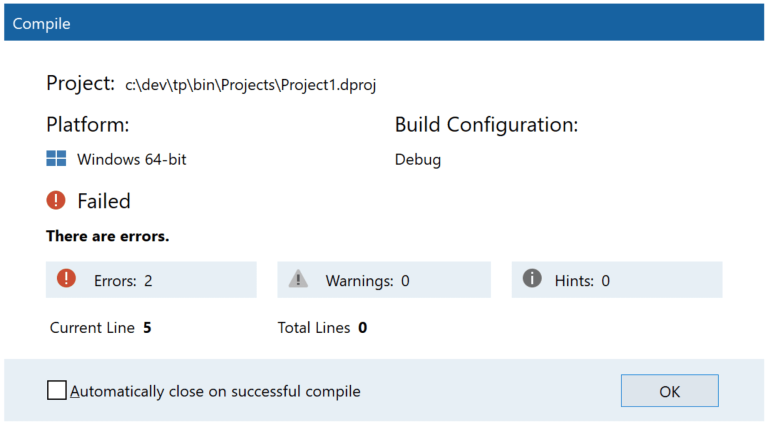 Compile
Project: c:\dev\tp\bin\Projects\Project1.dproj
Platform: Build Configuration:
Windows 64-bit Debug
Failed
There are errors.
Errors: 2 Warnings: 0 Hints: 0
Current Line 5 Total Lines 0
Automatically close on successful compile OK